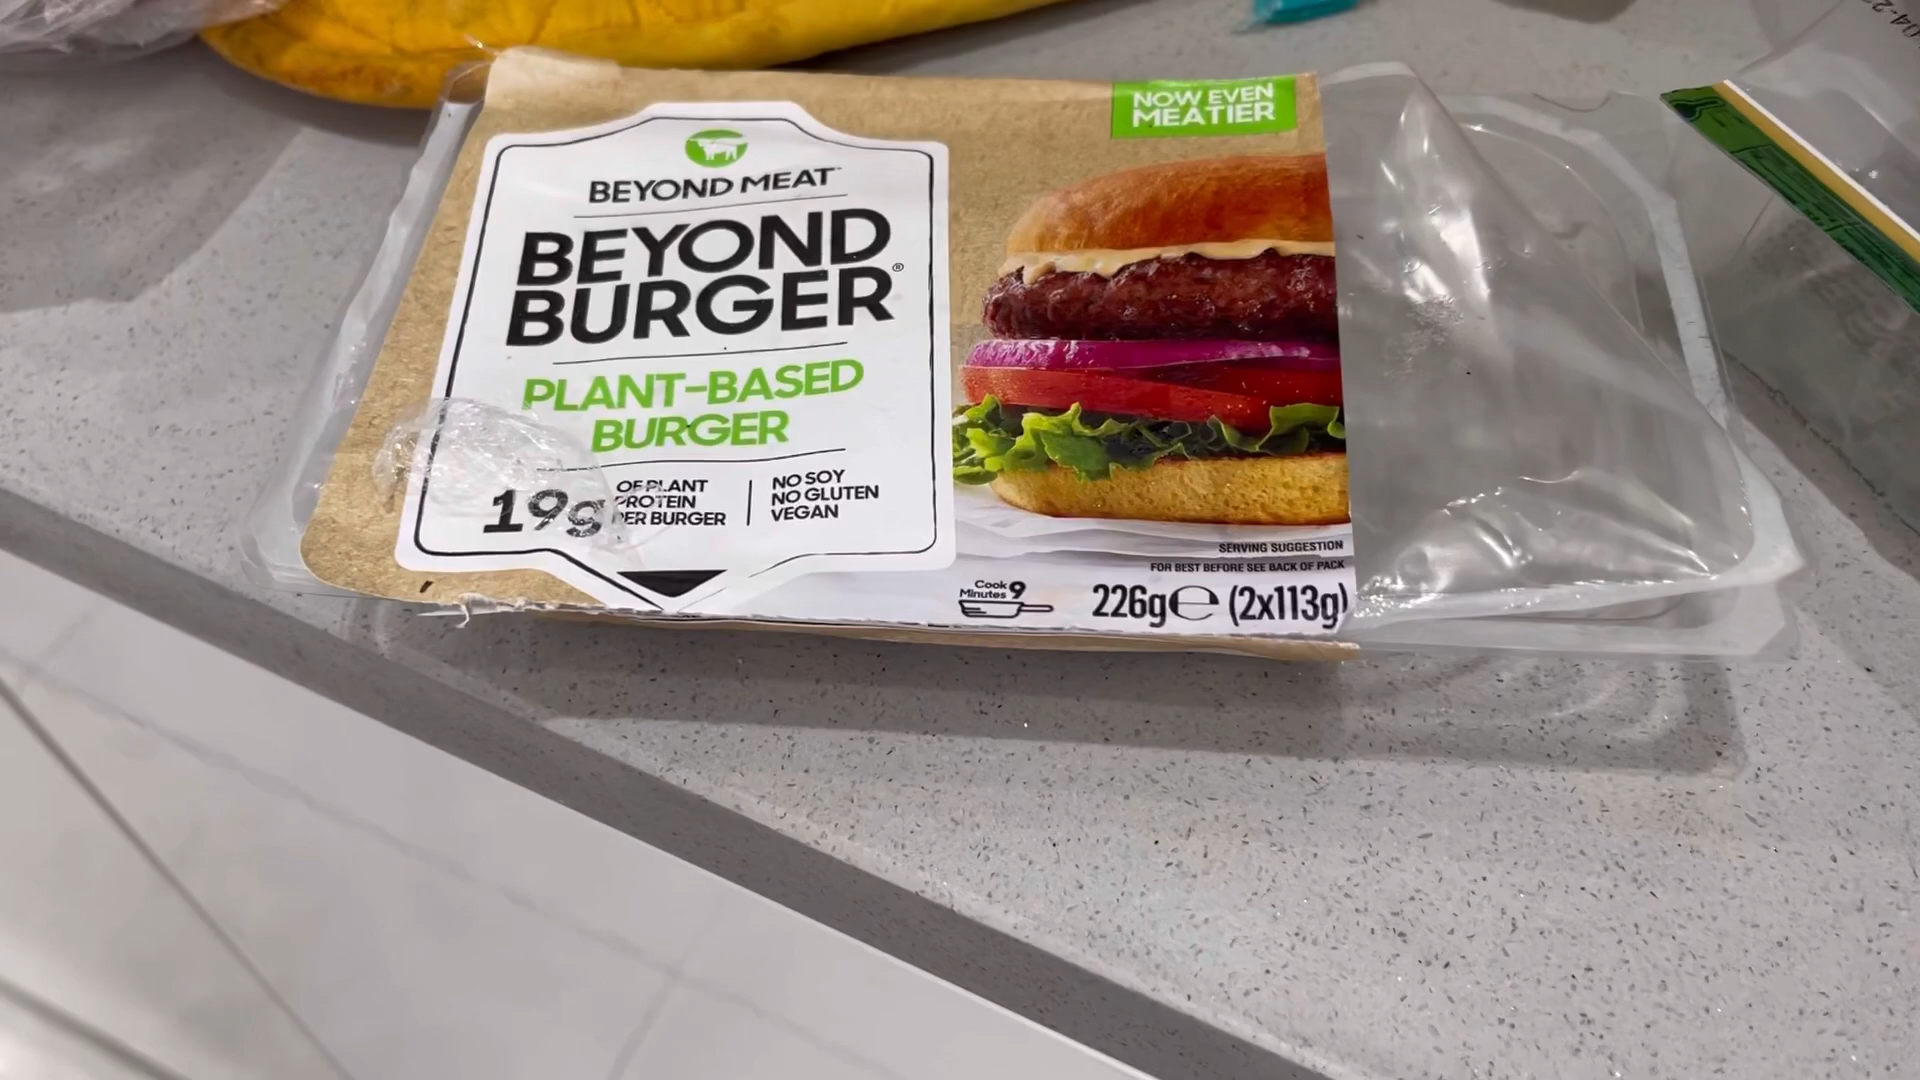 NOW EVEN
MEATIER
BEYOND MEAT™
BEYOND
BURGER®
PLANT-BASED
BURGER
19g
OF PLANT
PROTEIN
PER BURGER
NO SOY
NO GLUTEN
VEGAN
SERVING SUGGESTION
FOR BEST BEFORE SEE BACK OF PACK
Cook
Minutes 9
226g℮ (2x113g)